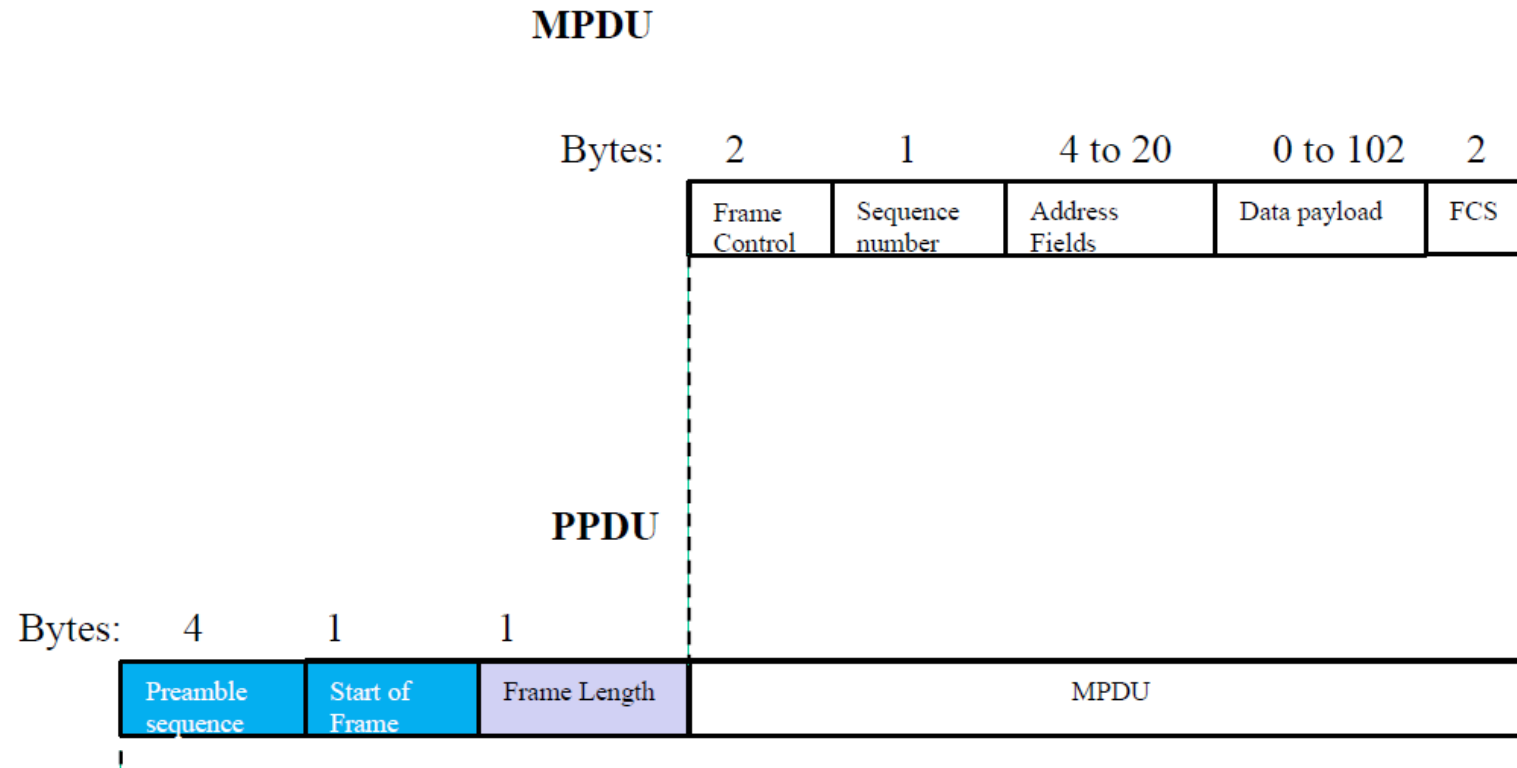 MPDU
Bytes: 2 1 4 to 20 0 to 102 2
Frame Sequence Address Data payload FCS
Control number Fields
PPDU
Bytes: 4 1 1
Preamble Start of Frame Length MPDU
sequence Frame